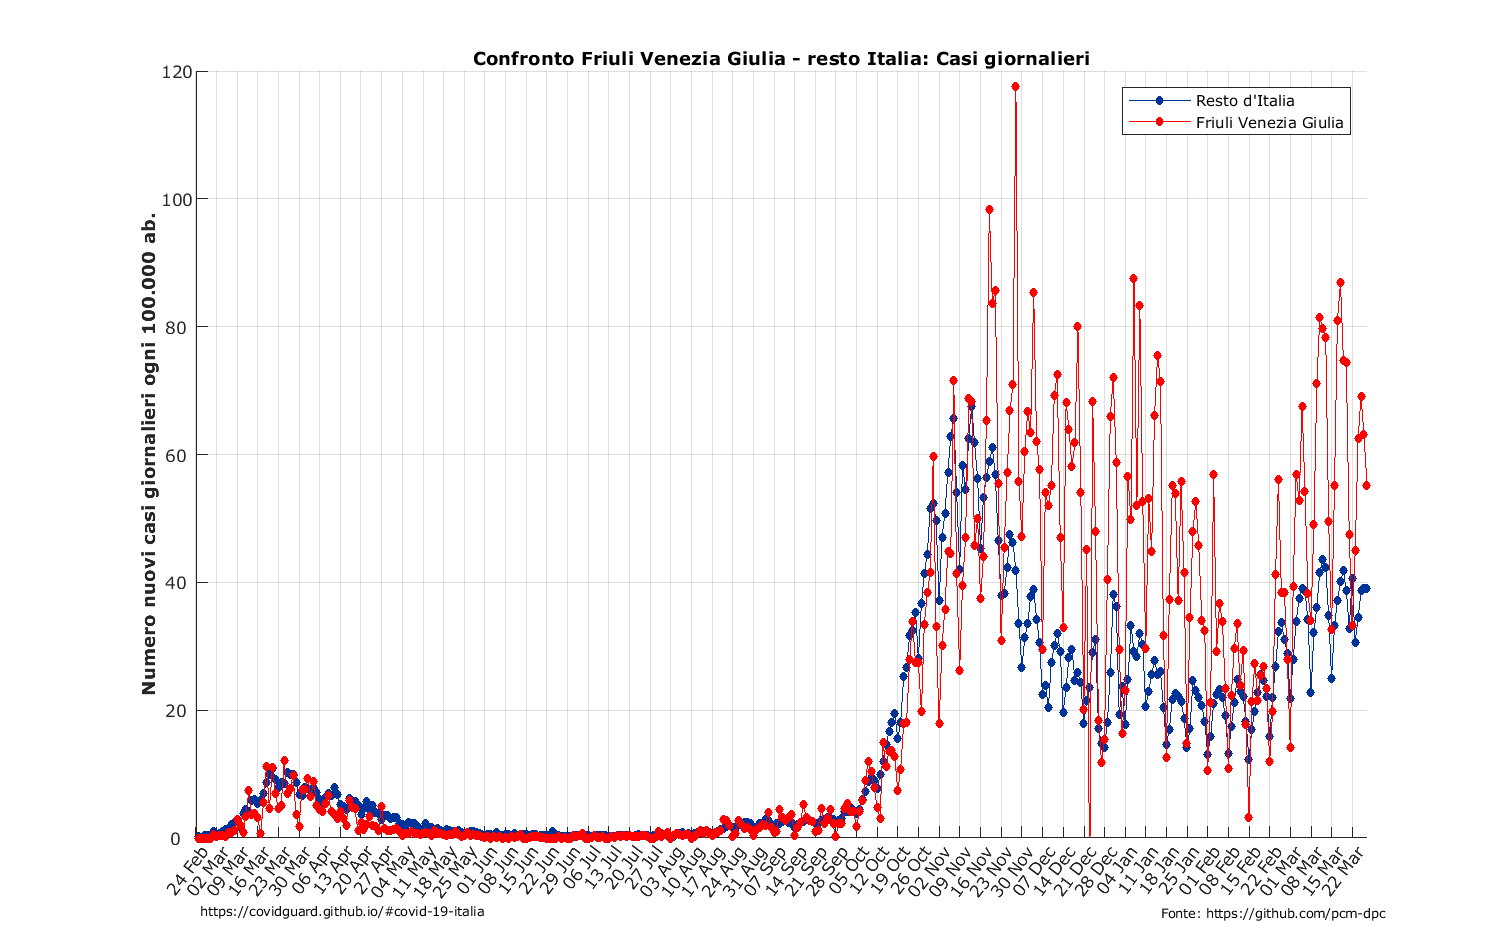 Confronto Friuli Venezia Giulia - resto Italia: Casi giornalieri
Resto d'Italia
Friuli Venezia Giulia
Numero nuovi casi giornalieri ogni 100.000 ab.
120
100
80
60
40
20
0
24 Feb
02 Mar
09 Mar
16 Mar
23 Mar
30 Mar
06 Apr
13 Apr
20 Apr
27 Apr
04 May
11 May
18 May
25 May
01 Jun
08 Jun
15 Jun
22 Jun
29 Jun
06 Jul
13 Jul
20 Jul
27 Jul
03 Aug
10 Aug
17 Aug
24 Aug
31 Aug
07 Sep
14 Sep
21 Sep
28 Sep
05 Oct
12 Oct
19 Oct
26 Oct
02 Nov
09 Nov
16 Nov
23 Nov
30 Nov
07 Dec
14 Dec
21 Dec
28 Dec
04 Jan
11 Jan
18 Jan
25 Jan
01 Feb
08 Feb
15 Feb
22 Feb
01 Mar
08 Mar
15 Mar
22 Mar
https://covidguard.github.io/#covid-19-italia
Fonte: https://github.com/pcm-dpc